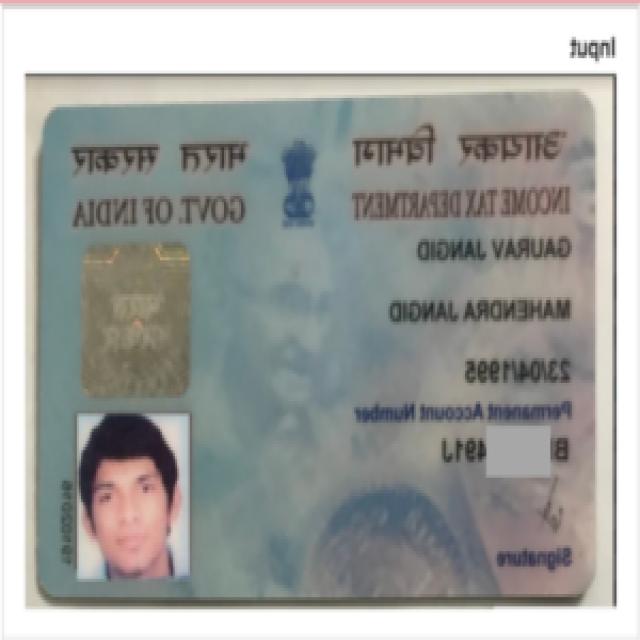 Input
आयकर विभाग भारत सरकार
INCOME TAX DEPARTMENT GOVT. OF INDIA
GAURAV JANGID
MAHENDRA JANGID
23/04/1995
Permanent Account Number
491J
Signature